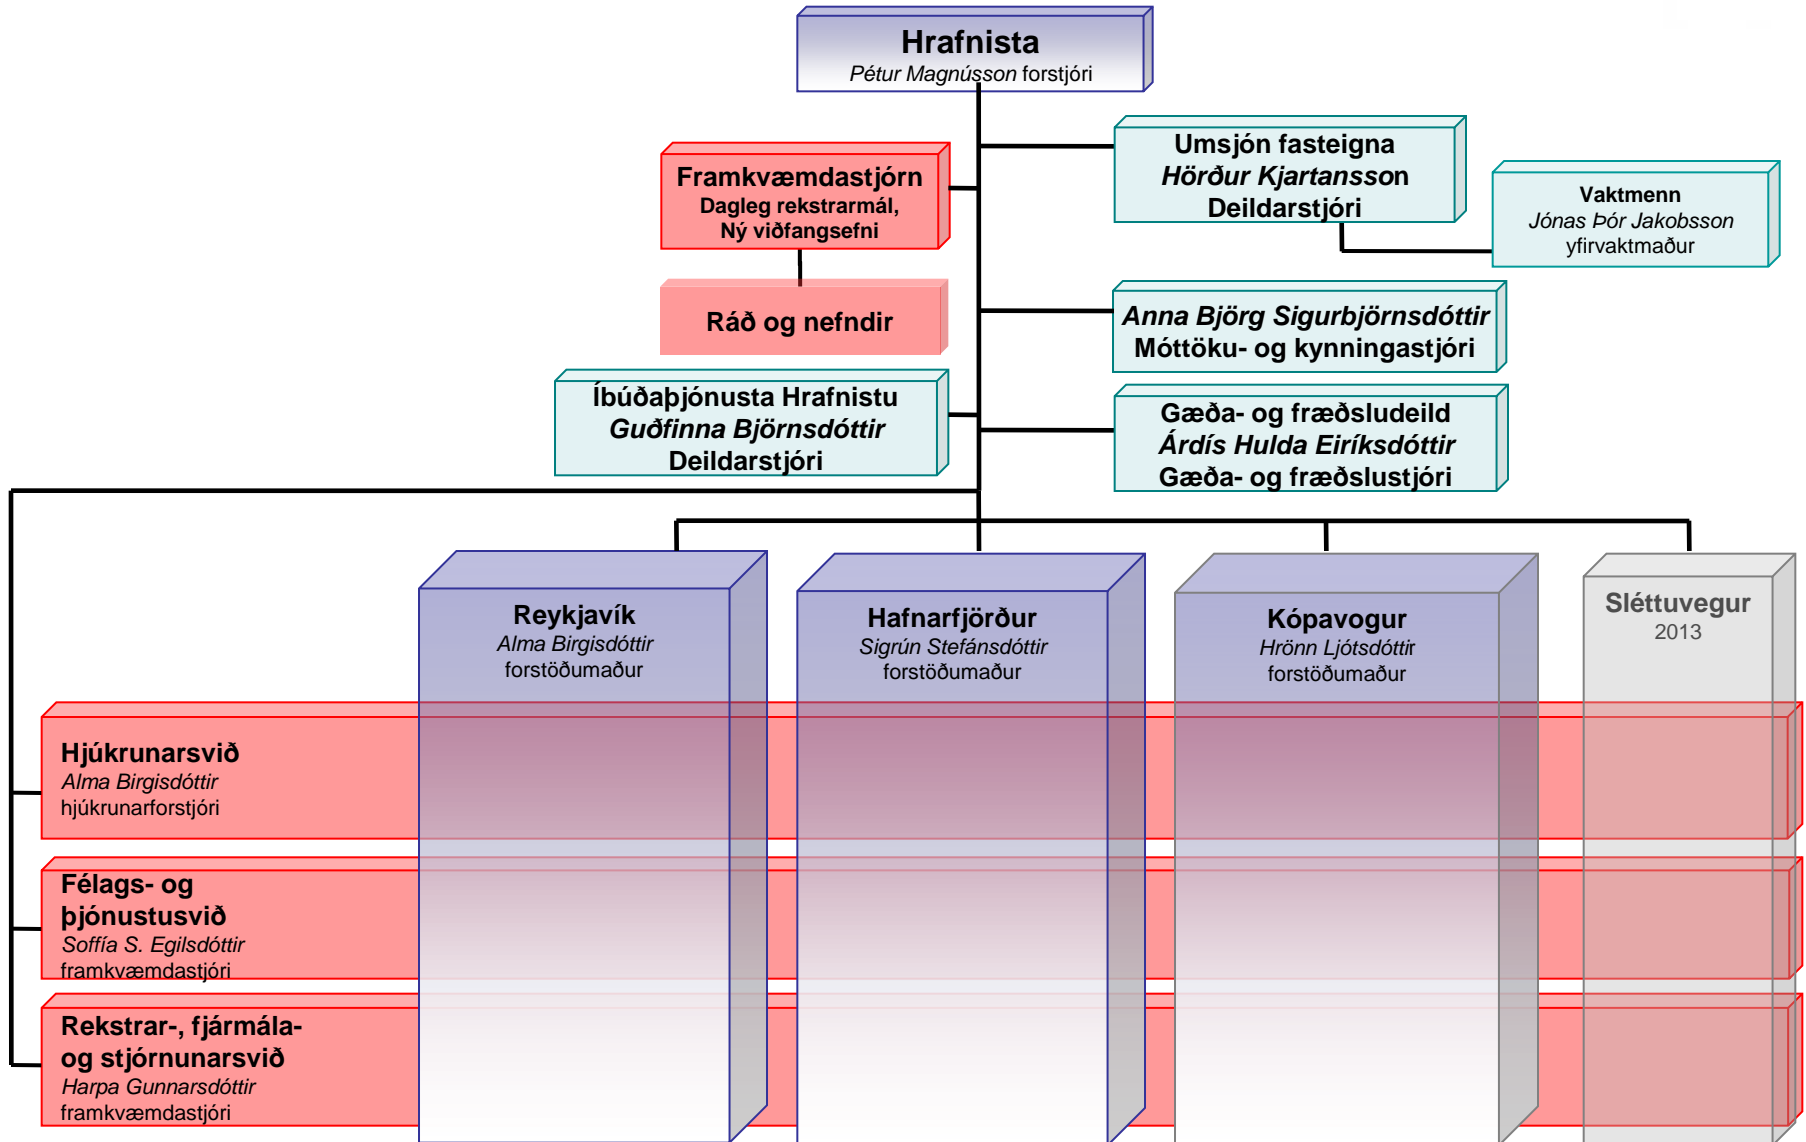 Hrafnista
Pétur Magnússon forstjóri
Umsjón fasteigna
Hörður Kjartansson
Deildarstjóri
Framkvæmdastjórn
Dagleg rekstrarmál,
Ný viðfangsefni
Vaktmenn
Jónas Þór Jakobsson
yfirvaktmaður
Ráð og nefndir
Anna Björg Sigurbjörnsdóttir
Móttöku- og kynningastjóri
Íbúðaþjónusta Hrafnistu
Guðfinna Björnsdóttir
Deildarstjóri
Gæða- og fræðsludeild
Árdís Hulda Eiríksdóttir
Gæða- og fræðslustjóri
Reykjavík
Alma Birgisdóttir
forstöðumaður
Hafnarfjörður
Sigrún Stefánsdóttir
forstöðumaður
Kópavogur
Hrönn Ljótsdóttir
forstöðumaður
Sléttuvegur
2013
Hjúkrunarsvið
Alma Birgisdóttir
hjúkrunarforstjóri
Félags- og
þjónustusvið
Soffía S. Egilsdóttir
framkvæmdastjóri
Rekstrar-, fjármála-
og stjórnunarsvið
Harpa Gunnarsdóttir
framkvæmdastjóri